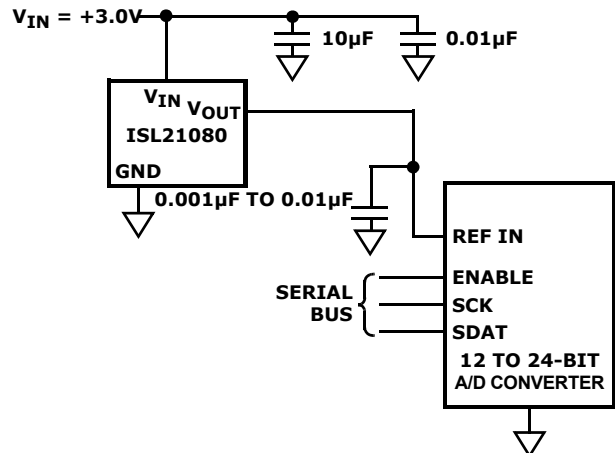 VIN = +3.0V
10µF
0.01µF
VIN
VOUT
ISL21080
GND
0.001µF TO 0.01µF
REF IN
ENABLE
SERIAL
BUS
SCK
SDAT
12 TO 24-BIT
A/D CONVERTER